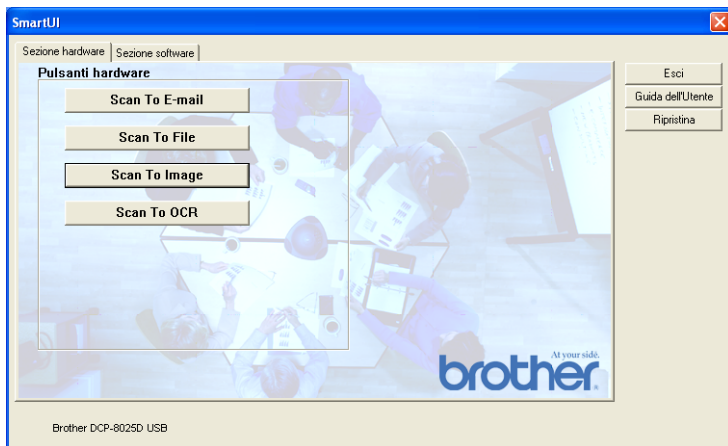 SmartUI
Sezione hardware
Sezione software
Pulsanti hardware
Scan To E-mail
Scan To File
Scan To Image
Scan To OCR
Esci
Guida dell'Utente
Ripristina
At your side.
brother
Brother DCP-8025D USB